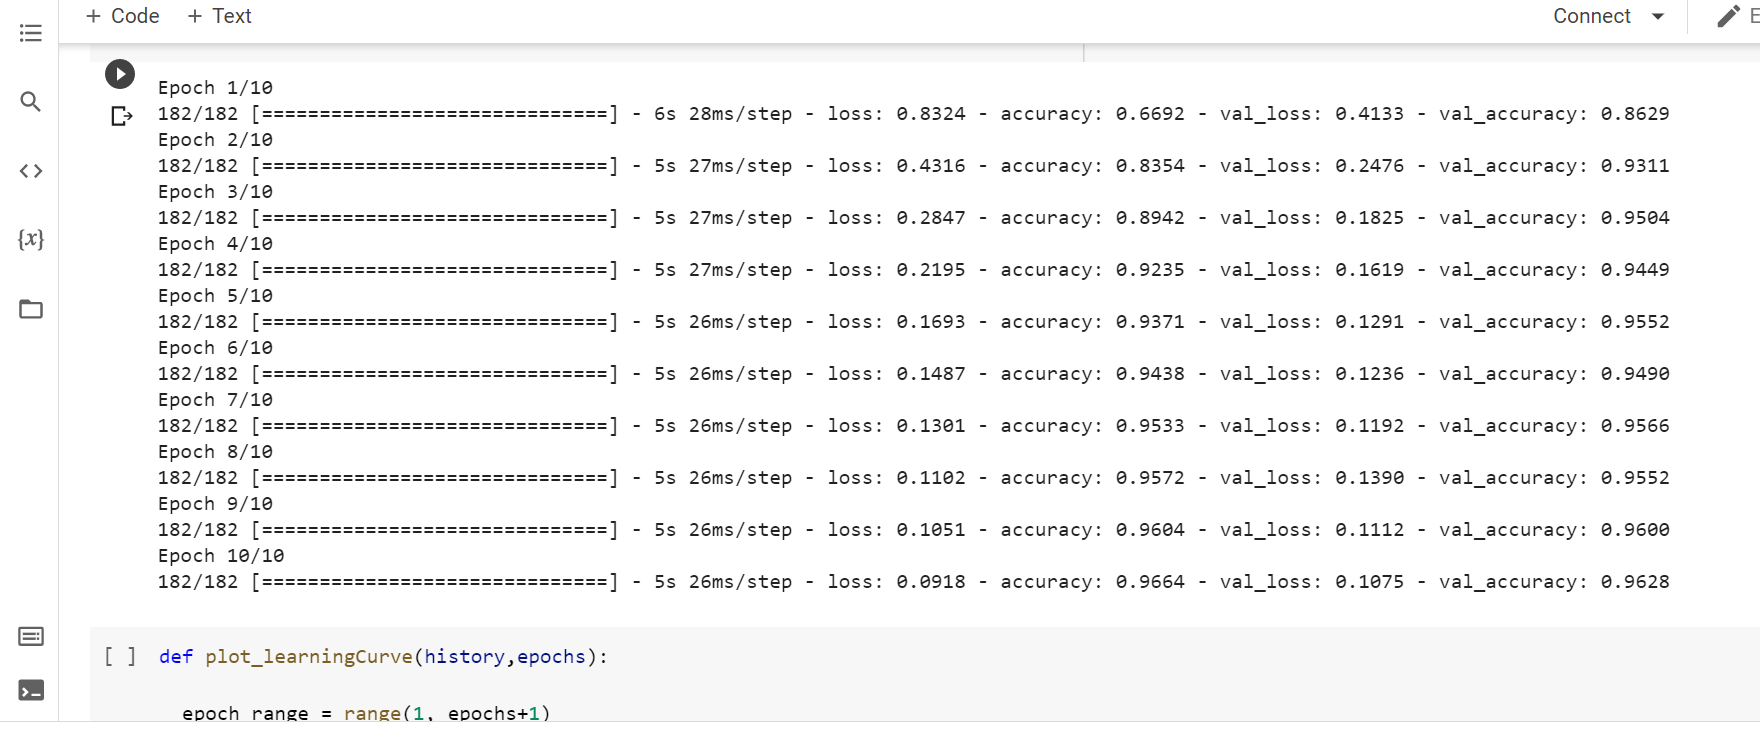 + Code + Text Connect E
Epoch 1/10
182/182 [==============================] - 6s 28ms/step - loss: 0.8324 - accuracy: 0.6692 - val_loss: 0.4133 - val_accuracy: 0.8629
Epoch 2/10
182/182 [==============================] - 5s 27ms/step - loss: 0.4316 - accuracy: 0.8354 - val_loss: 0.2476 - val_accuracy: 0.9311
Epoch 3/10
182/182 [==============================] - 5s 27ms/step - loss: 0.2847 - accuracy: 0.8942 - val_loss: 0.1825 - val_accuracy: 0.9504
Epoch 4/10
182/182 [==============================] - 5s 27ms/step - loss: 0.2195 - accuracy: 0.9235 - val_loss: 0.1619 - val_accuracy: 0.9449
Epoch 5/10
182/182 [==============================] - 5s 26ms/step - loss: 0.1693 - accuracy: 0.9371 - val_loss: 0.1291 - val_accuracy: 0.9552
Epoch 6/10
182/182 [==============================] - 5s 26ms/step - loss: 0.1487 - accuracy: 0.9438 - val_loss: 0.1236 - val_accuracy: 0.9490
Epoch 7/10
182/182 [==============================] - 5s 26ms/step - loss: 0.1301 - accuracy: 0.9533 - val_loss: 0.1192 - val_accuracy: 0.9566
Epoch 8/10
182/182 [==============================] - 5s 26ms/step - loss: 0.1102 - accuracy: 0.9572 - val_loss: 0.1390 - val_accuracy: 0.9552
Epoch 9/10
182/182 [==============================] - 5s 26ms/step - loss: 0.1051 - accuracy: 0.9604 - val_loss: 0.1112 - val_accuracy: 0.9600
Epoch 10/10
182/182 [==============================] - 5s 26ms/step - loss: 0.0918 - accuracy: 0.9664 - val_loss: 0.1075 - val_accuracy: 0.9628
[ ] def plot_learningCurve(history,epochs):
epoch_range = range(1, epochs+1)